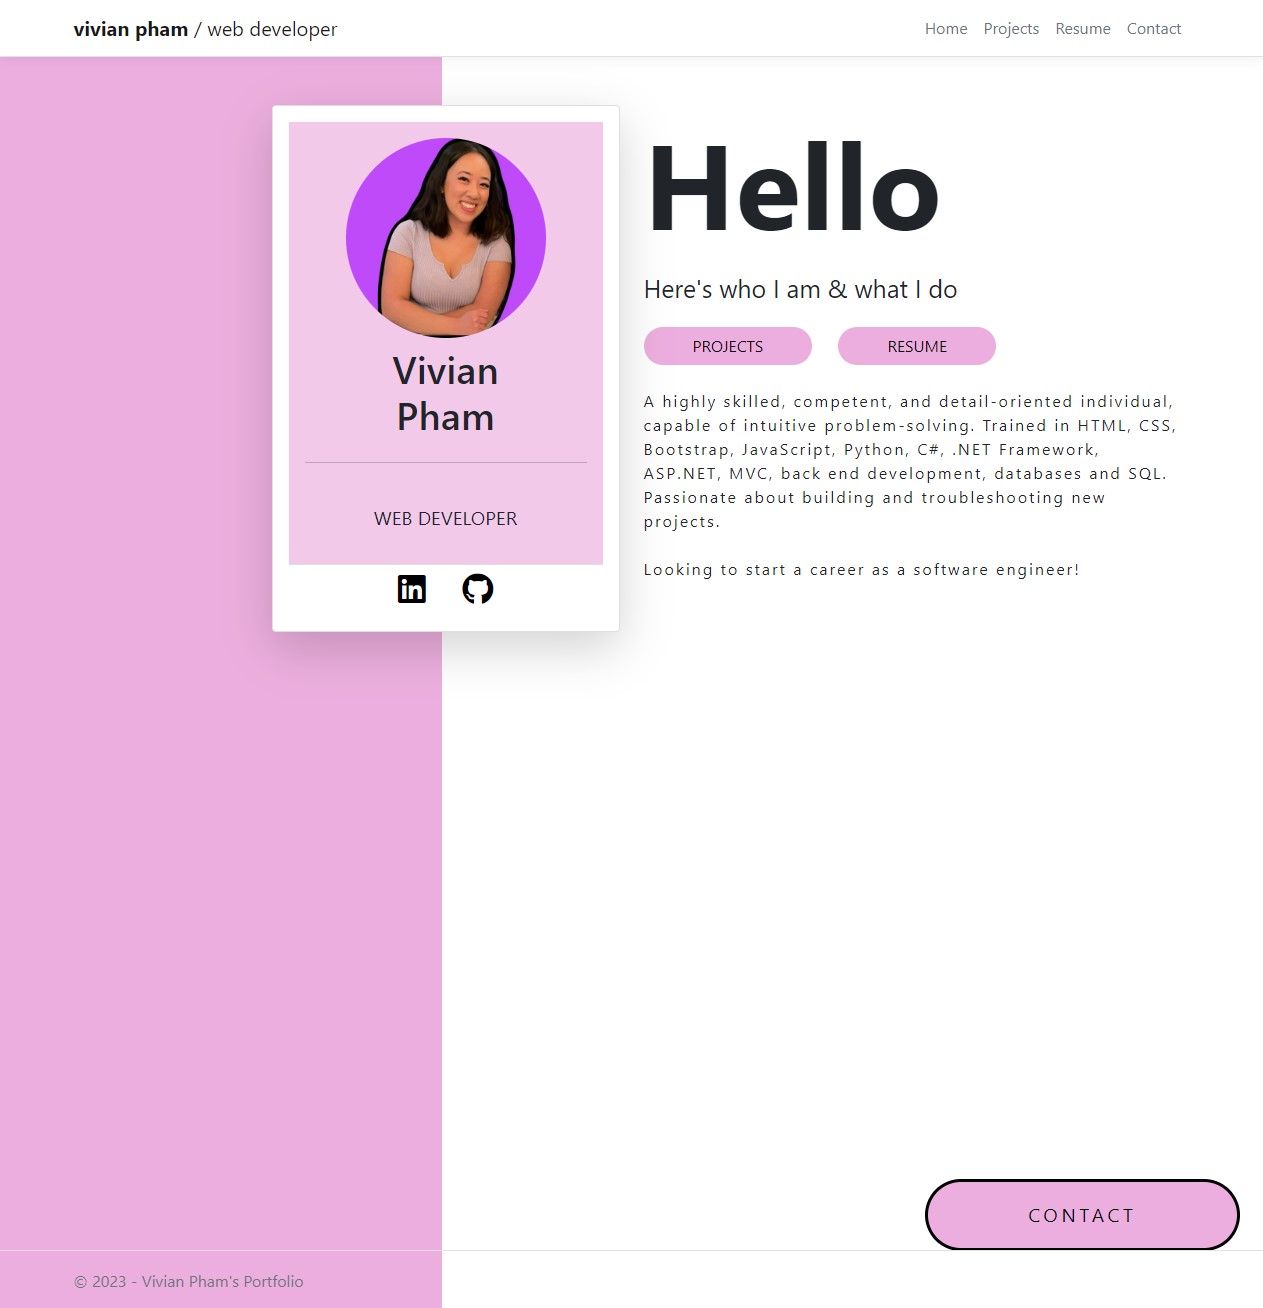 vivian pham / web developer
Home Projects Resume Contact
Vivian
Pham
WEB DEVELOPER
in
Hello
Here's who I am & what I do
PROJECTS RESUME
A highly skilled, competent, and detail-oriented individual,
capable of intuitive problem-solving. Trained in HTML, CSS,
Bootstrap, JavaScript, Python, C#, .NET Framework,
ASP.NET, MVC, back end development, databases and SQL.
Passionate about building and troubleshooting new
projects.
Looking to start a career as a software engineer!
CONTACT
© 2023 - Vivian Pham's Portfolio